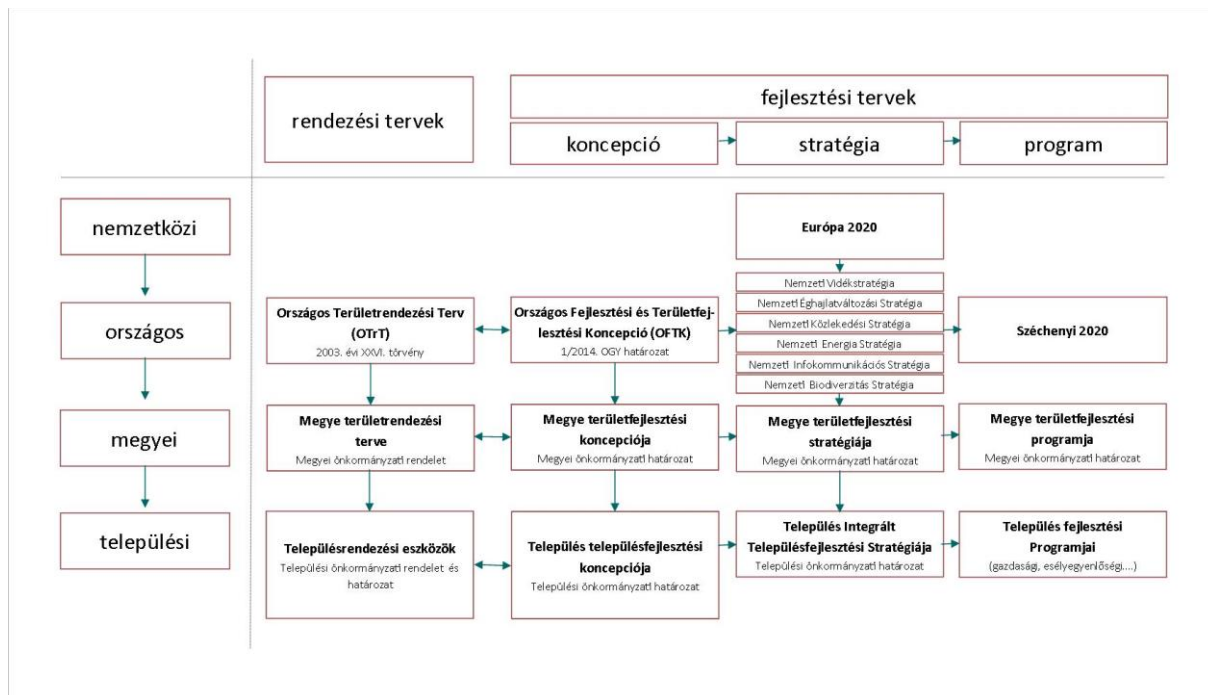 rendezési tervek
fejlesztési tervek
koncepció
stratégia
program
nemzetközi
országos
megyei
települési
Európa 2020
Nemzeti Vidékstratégia
Nemzeti Éghajlatváltozási Stratégia
Nemzeti Közlekedési Stratégia
Nemzeti Energia Stratégia
Nemzeti Infokommunikációs Stratégia
Nemzeti Biodiverzitás Stratégia
Országos Területrendezési Terv
(OTrT)
2003. évi XXVI. törvény
Országos Fejlesztési és Területfej-
lesztési Koncepció (OFTK)
1/2014. OGY határozat
Széchenyi 2020
Megye területrendezési
terve
Megyei önkormányzati rendelet
Megye területfejlesztési
koncepciója
Megyei önkormányzati határozat
Megye területfejlesztési
stratégiája
Megyei önkormányzati határozat
Megye területfejlesztési
programja
Megyei önkormányzati határozat
Településrendezési eszközök
Települési önkormányzati rendelet és
határozat
Település településfejlesztési
koncepciója
Települési önkormányzati határozat
Település Integrált
Településfejlesztési Stratégiája
Települési önkormányzati határozat
Település fejlesztési
Programjai
(gazdasági, esélyegyenlőségi....)